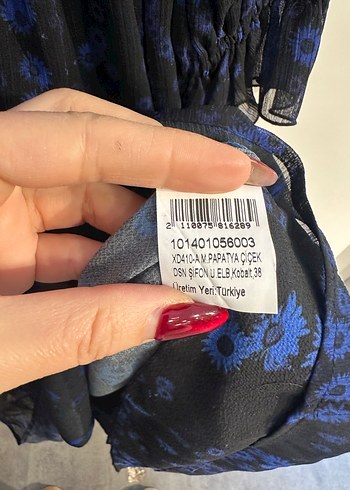 2 110075 816289
101401056003
XD410-A M.PAPATYA ÇİÇEK
DSN ŞİFON U.ELB,Kobalt,38
Üretim Yeri:Türkiye